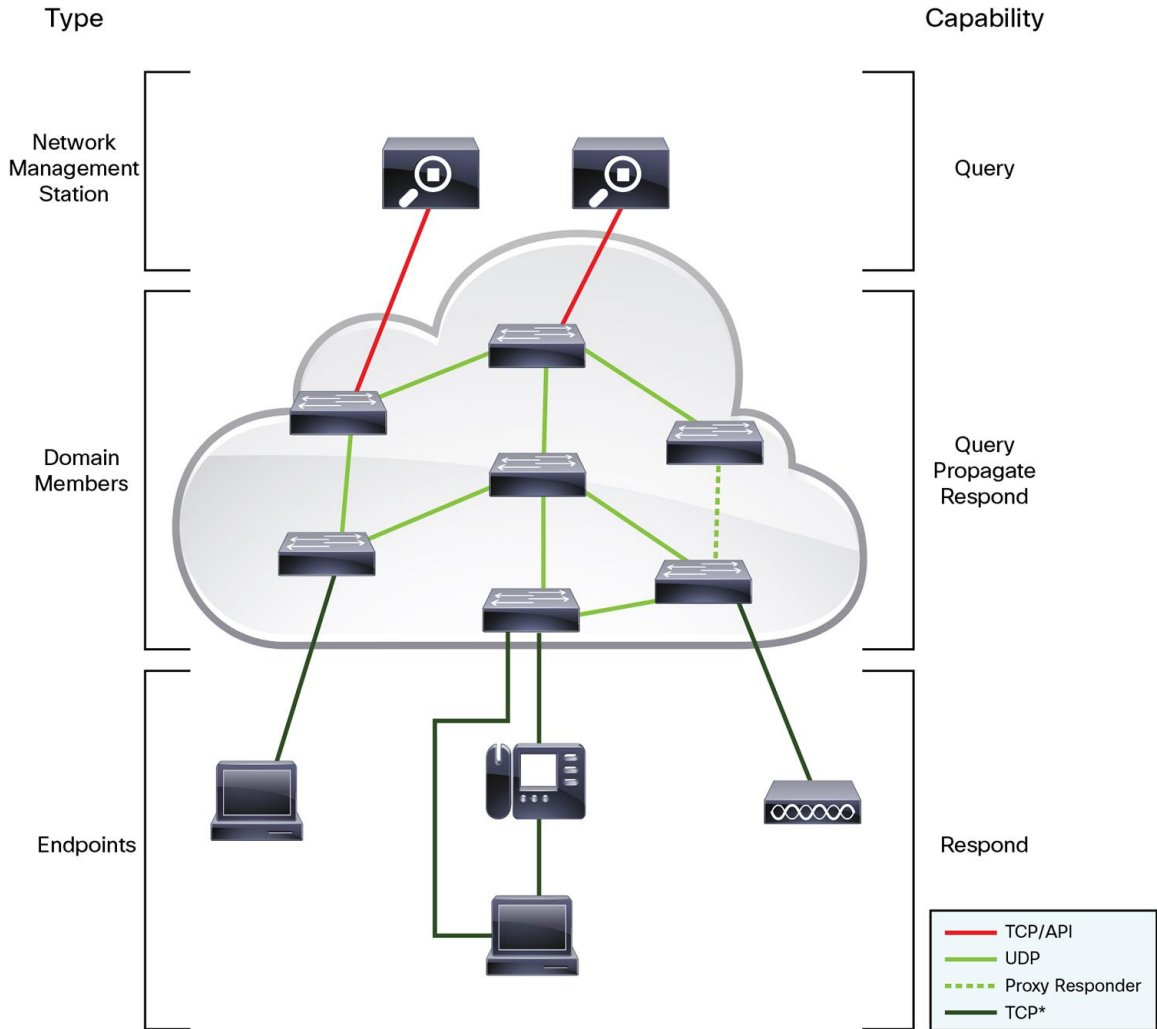 Type
Capability
Network
Management
Station
Query
Domain
Members
Query
Propagate
Respond
Endpoints
Respond
TCP/API
UDP
Proxy Responder
TCP*